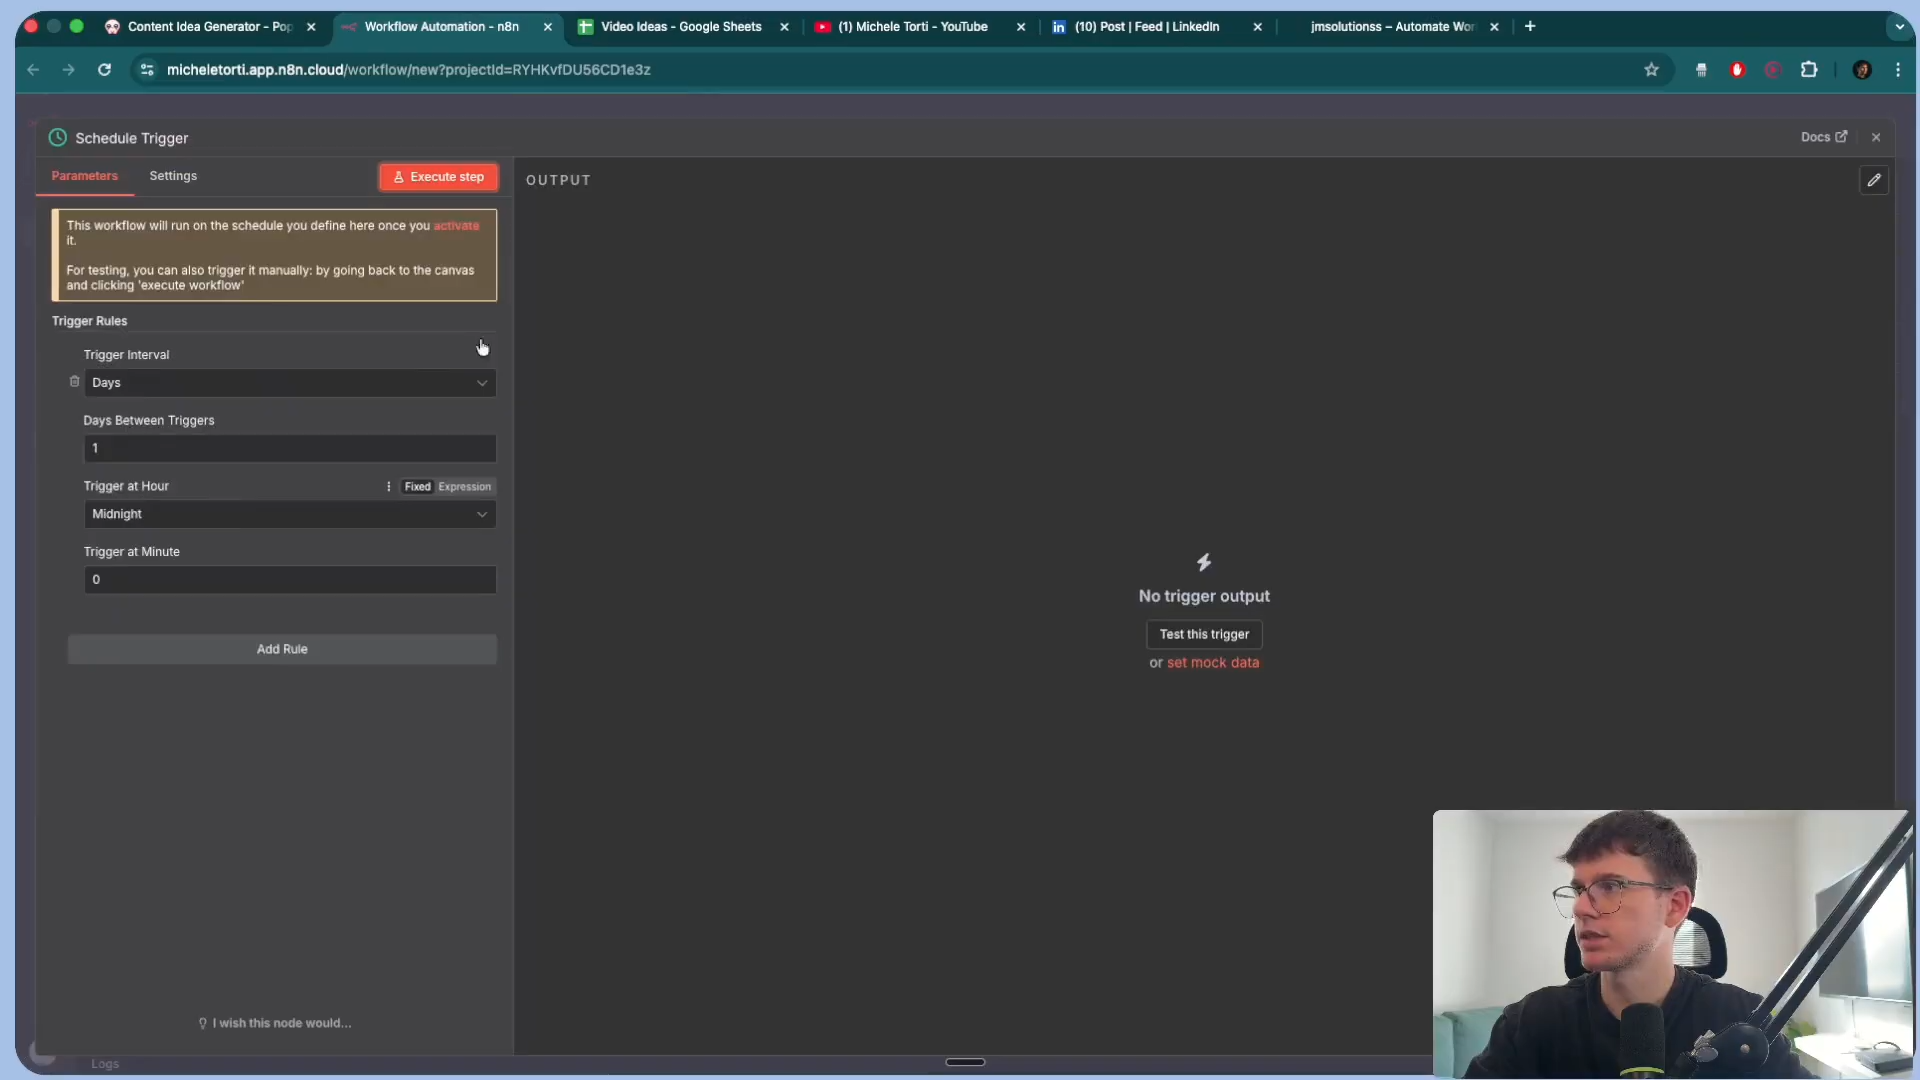 Content Idea Generator – Pop
Workflow Automation - n8n
Video Ideas - Google Sheets
(1) Michele Torti - YouTube
(10) Post | Feed | LinkedIn
jmsolutionss – Automate Wor
micheletorti.app.n8n.cloud/workflow/new?projectId=RYHKvfDU56CD1e3z
Schedule Trigger
Docs
Parameters
Settings
Execute step
OUTPUT
This workflow will run on the schedule you define here once you activate
it.
For testing, you can also trigger it manually: by going back to the canvas
and clicking 'execute workflow'
Trigger Rules
Trigger Interval
Days
Days Between Triggers
1
Trigger at Hour
Fixed
Expression
Midnight
Trigger at Minute
0
Add Rule
No trigger output
Test this trigger
or set mock data
I wish this node would...
Logs